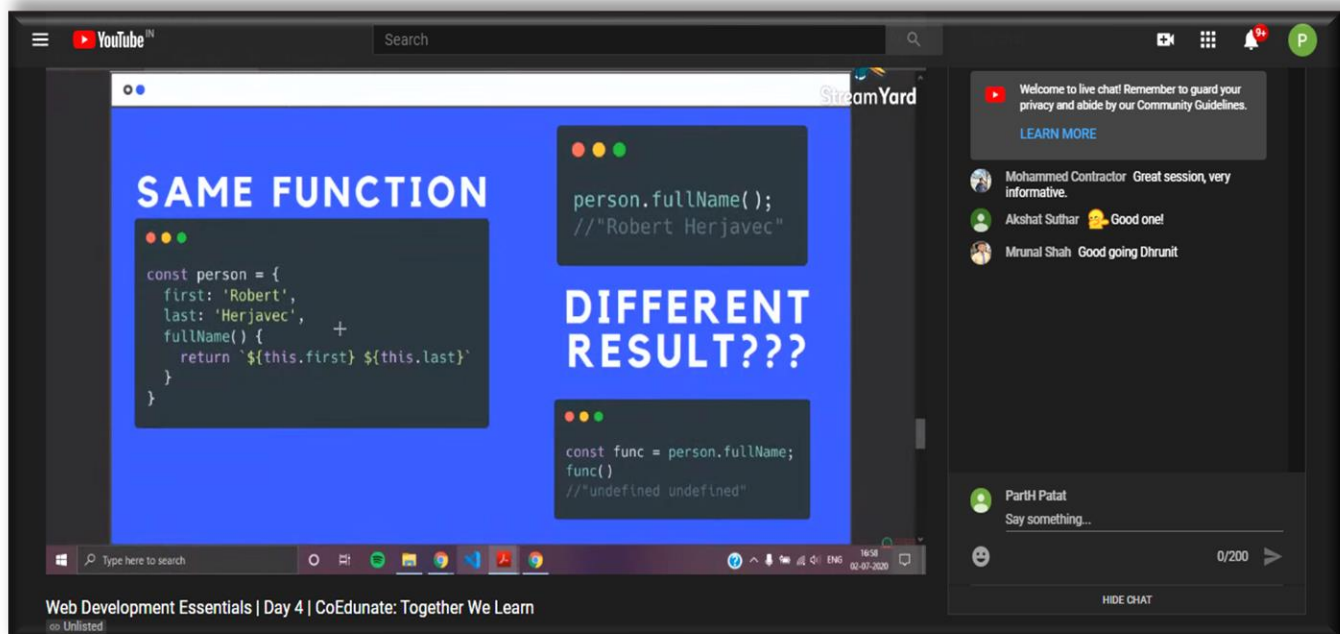 YouTube IN
Search
9+
P
StreamYard
SAME FUNCTION
const person = {
first: 'Robert',
last: 'Herjavec',
fullName() {
return `${this.first} ${this.last}`
}
}
person.fullName();
//"Robert Herjavec"
DIFFERENT
RESULT???
const func = person.fullName;
func()
//"undefined undefined"
Type here to search
ENG
16:58
02-07-2020
Web Development Essentials | Day 4 | CoEdunate: Together We Learn
Unlisted
Welcome to live chat! Remember to guard your
privacy and abide by our Community Guidelines.
LEARN MORE
Mohammed Contractor Great session, very
informative.
Akshat Suthar Good one!
Mrunal Shah Good going Dhrunit
PartH Patat
Say something...
0/200
HIDE CHAT